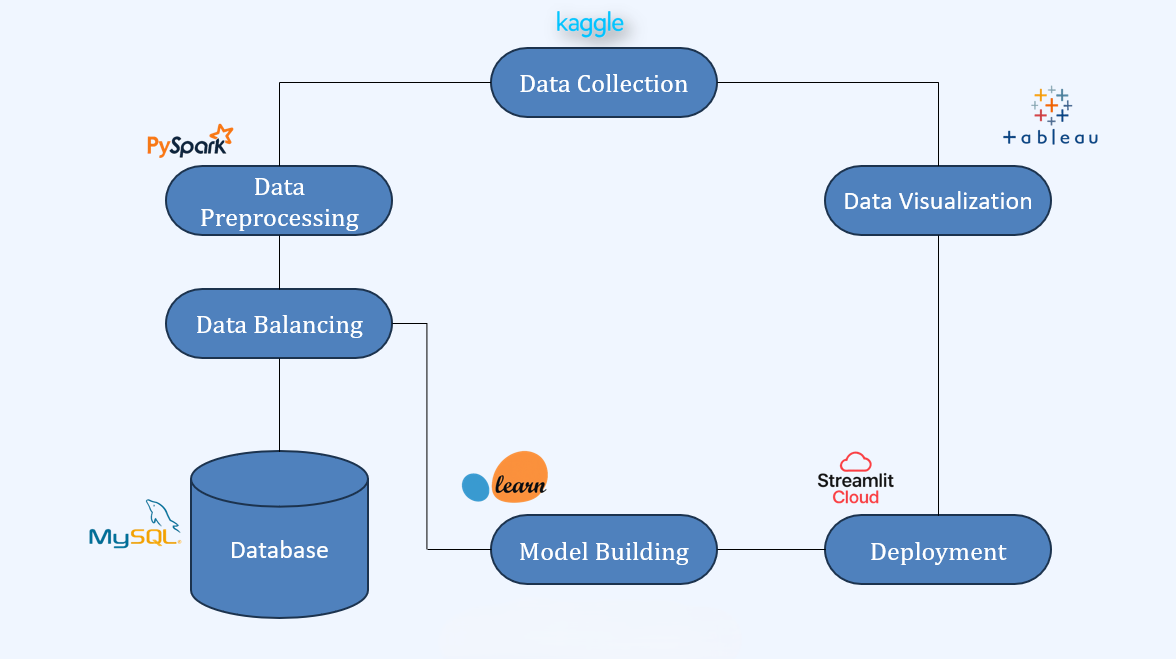 kaggle
Data Collection
tableau
PySpark
Data
Preprocessing
Data Visualization
Data Balancing
learn
Streamlit
Cloud
MySQL
Database
Model Building
Deployment